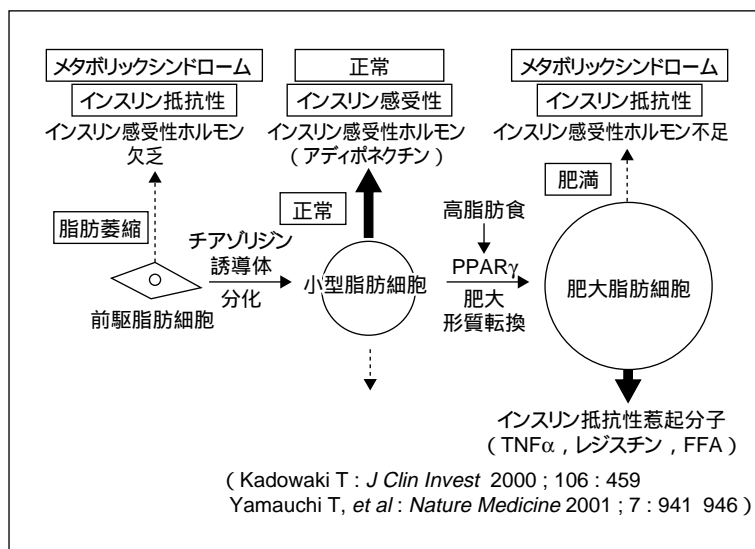 メタボリックシンドローム
インスリン抵抗性
インスリン感受性ホルモン
欠乏
正常
インスリン感受性
インスリン感受性ホルモン
（アディポネクチン）
メタボリックシンドローム
インスリン抵抗性
インスリン感受性ホルモン不足
脂肪萎縮
正常
肥満
チアゾリジン
誘導体
分化
前駆脂肪細胞
小型脂肪細胞
高脂肪食
PPARγ
肥大
形質転換
肥大脂肪細胞
インスリン抵抗性惹起分子
（TNFα，レジスチン，FFA）
（Kadowaki T : J Clin Invest 2000 ; 106 : 459
Yamauchi T, et al : Nature Medicine 2001 ; 7 : 941 946）